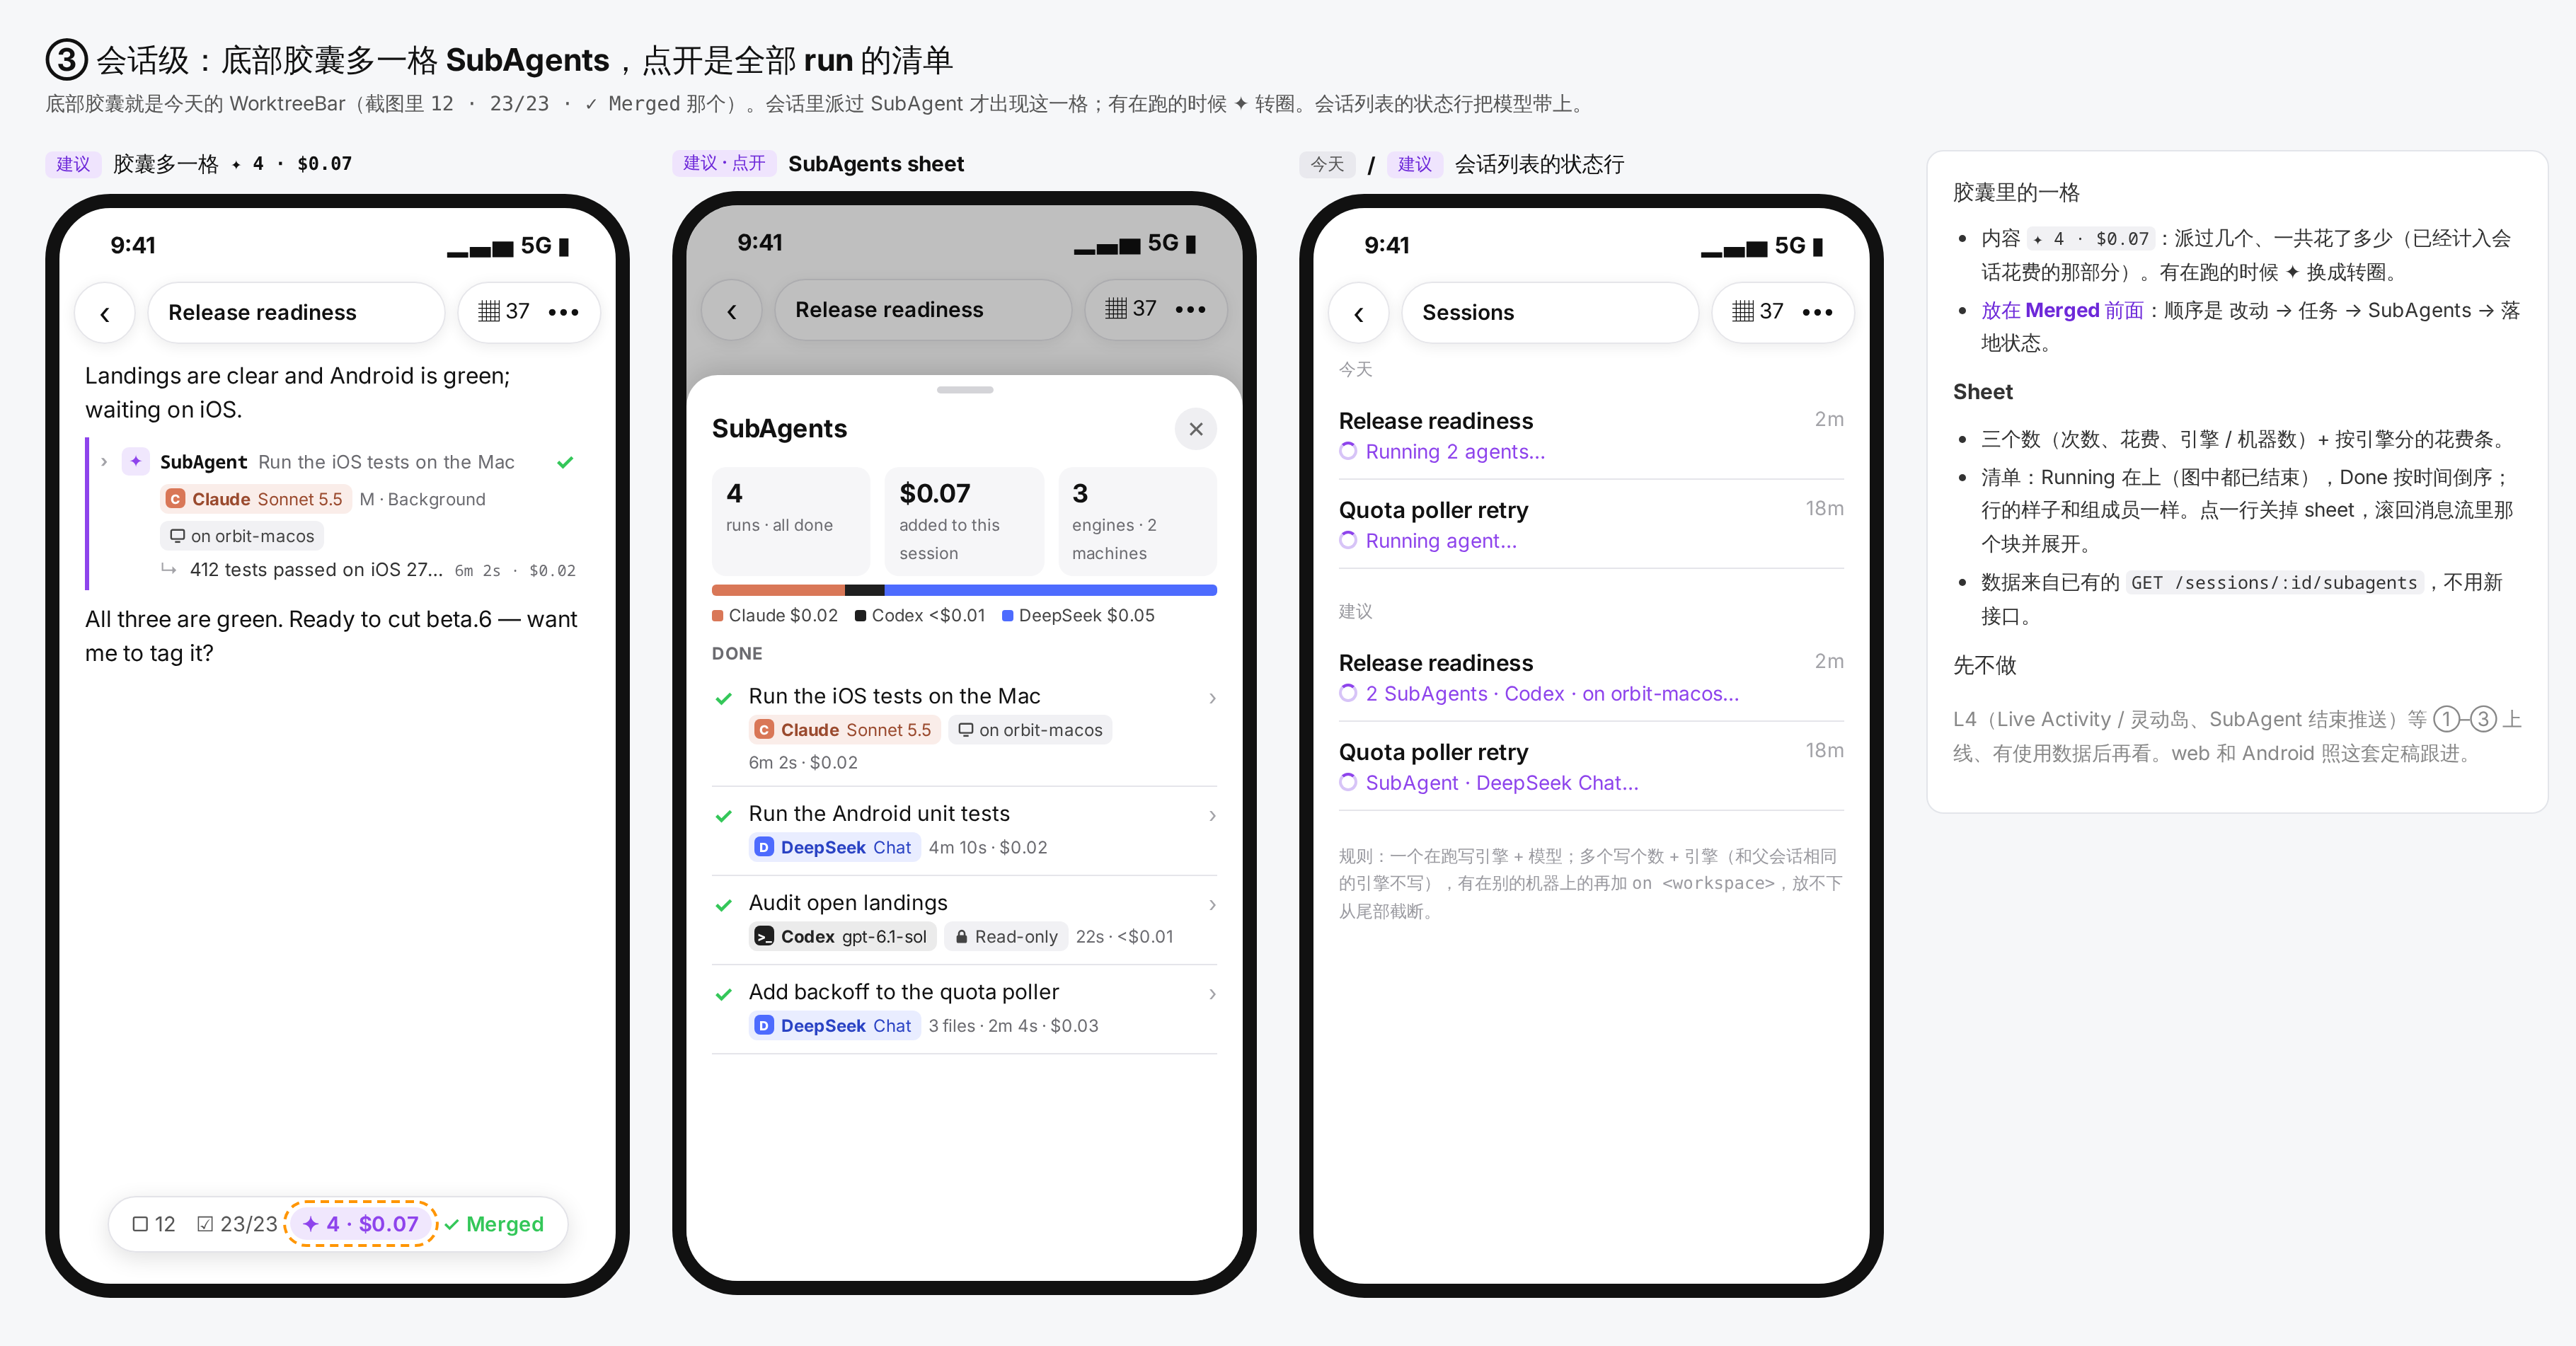 ③ 会话级：底部胶囊多一格 SubAgents，点开是全部 run 的清单
底部胶囊就是今天的 WorktreeBar（截图里 12 · 23/23 · ✓ Merged 那个）。会话里派过 SubAgent 才出现这一格；有在跑的时候 ✦ 转圈。会话列表的状态行把模型带上。
建议 胶囊多一格 ✦ 4 · $0.07
9:41 5G
‹ Release readiness 37 •••
Landings are clear and Android is green;
waiting on iOS.
› ✦ SubAgent Run the iOS tests on the Mac ✓
C Claude Sonnet 5.5 M · Background
on orbit-macos
↳ 412 tests passed on iOS 27… 6m 2s · $0.02
All three are green. Ready to cut beta.6 — want
me to tag it?
☐ 12 ☑ 23/23 ✦ 4 · $0.07 ✓ Merged
建议 · 点开 SubAgents sheet
9:41 5G
‹ Release readiness 37 •••
SubAgents ✕
4
runs · all done
$0.07
added to this
session
3
engines · 2
machines
Claude $0.02 Codex <$0.01 DeepSeek $0.05
DONE
✓ Run the iOS tests on the Mac ›
C Claude Sonnet 5.5 on orbit-macos
6m 2s · $0.02
✓ Run the Android unit tests ›
D DeepSeek Chat 4m 10s · $0.02
✓ Audit open landings ›
>_ Codex gpt-6.1-sol Read-only 22s · <$0.01
✓ Add backoff to the quota poller ›
D DeepSeek Chat 3 files · 2m 4s · $0.03
今天 / 建议 会话列表的状态行
9:41 5G
‹ Sessions 37 •••
今天
Release readiness 2m
Running 2 agents…
Quota poller retry 18m
Running agent…
建议
Release readiness 2m
2 SubAgents · Codex · on orbit-macos…
Quota poller retry 18m
SubAgent · DeepSeek Chat…
规则：一个在跑写引擎 + 模型；多个写个数 + 引擎（和父会话相同
的引擎不写），有在别的机器上的再加 on <workspace>，放不下
从尾部截断。
胶囊里的一格
• 内容 ✦ 4 · $0.07：派过几个、一共花了多少（已经计入会
话花费的那部分）。有在跑的时候 ✦ 换成转圈。
• 放在 Merged 前面：顺序是 改动 → 任务 → SubAgents → 落
地状态。
Sheet
• 三个数（次数、花费、引擎 / 机器数）+ 按引擎分的花费条。
• 清单：Running 在上（图中都已结束），Done 按时间倒序；
行的样子和组成员一样。点一行关掉 sheet，滚回消息流里那
个块并展开。
• 数据来自已有的 GET /sessions/:id/subagents，不用新
接口。
先不做
L4（Live Activity / 灵动岛、SubAgent 结束推送）等 ①–③ 上
线、有使用数据后再看。web 和 Android 照这套定稿跟进。